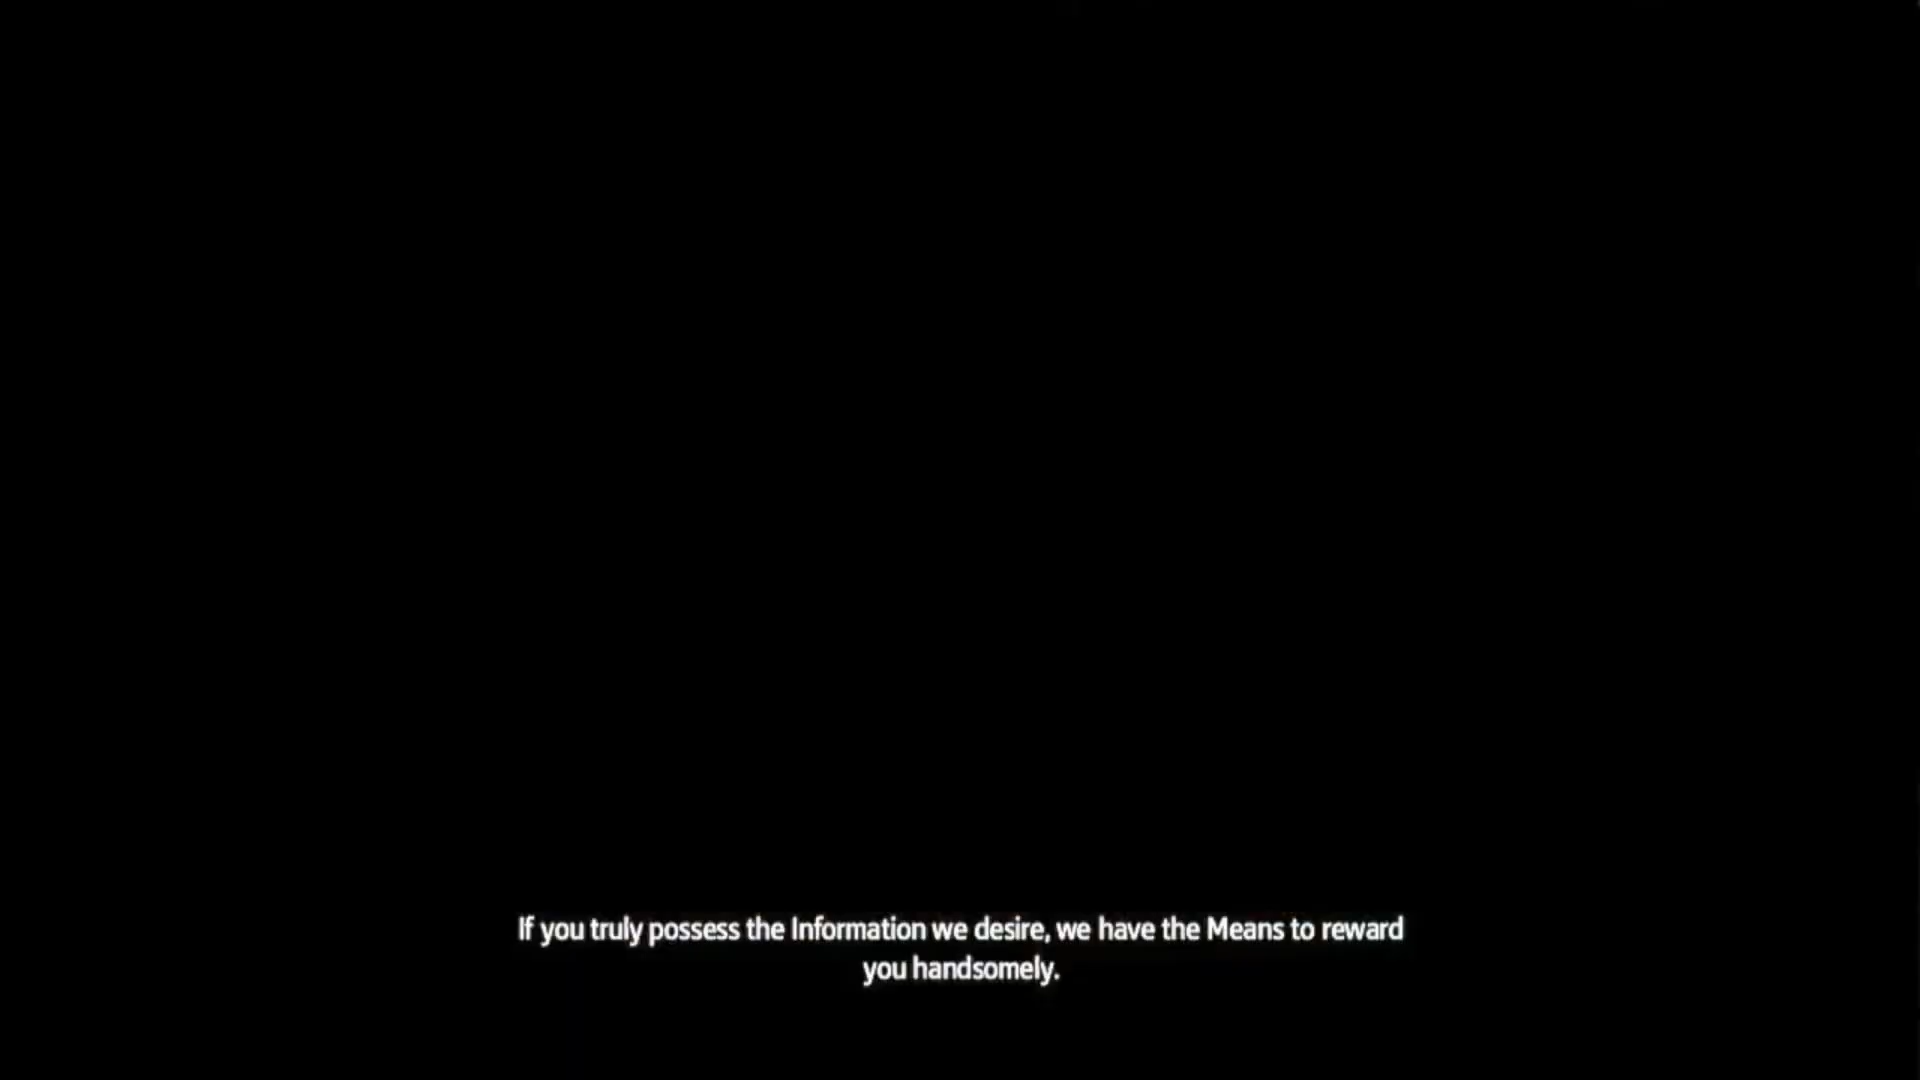 If you truly possess the Information we desire, we have the Means to reward
you handsomely.